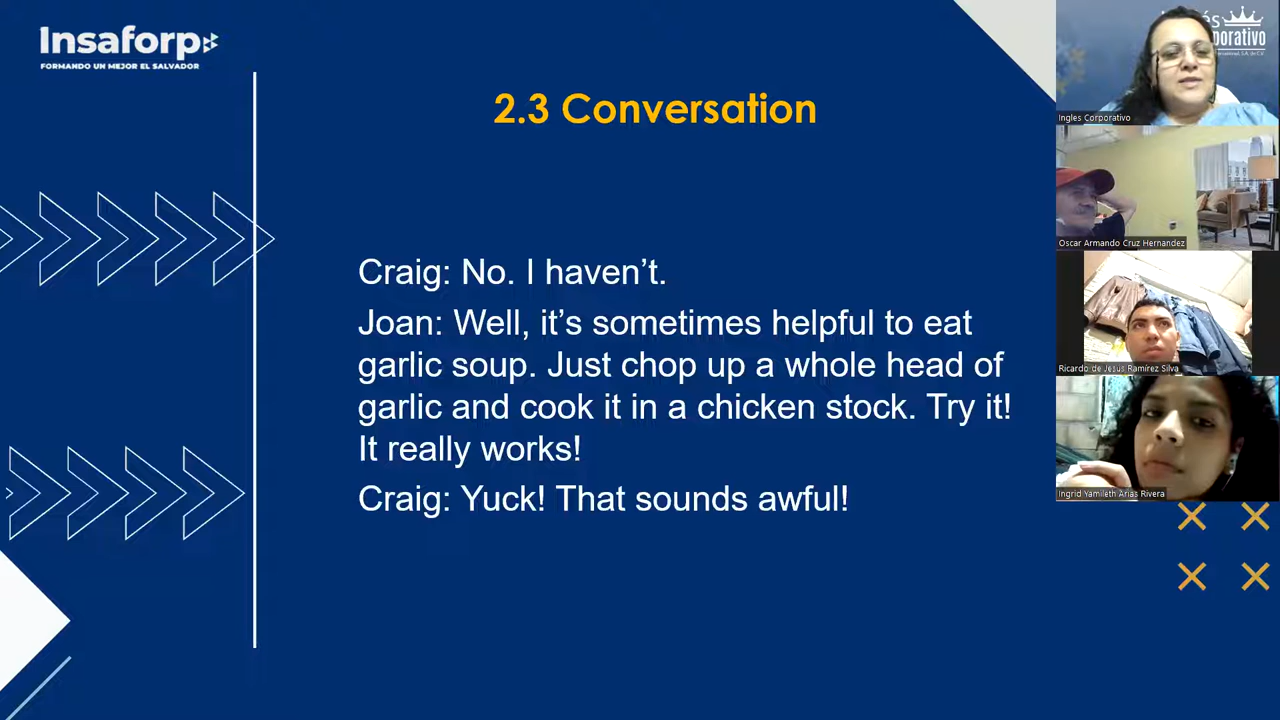 Insaforp
FORMANDO UN MEJOR EL SALVADOR
2.3 Conversation
Craig: No. I haven’t.
Joan: Well, it’s sometimes helpful to eat
garlic soup. Just chop up a whole head of
garlic and cook it in a chicken stock. Try it!
It really works!
Craig: Yuck! That sounds awful!
Ingles Corporativo
Oscar Armando Cruz Hernandez
Ricardo de Jesus Ramírez Silva
Ingrid Yamileth Arias Rivera